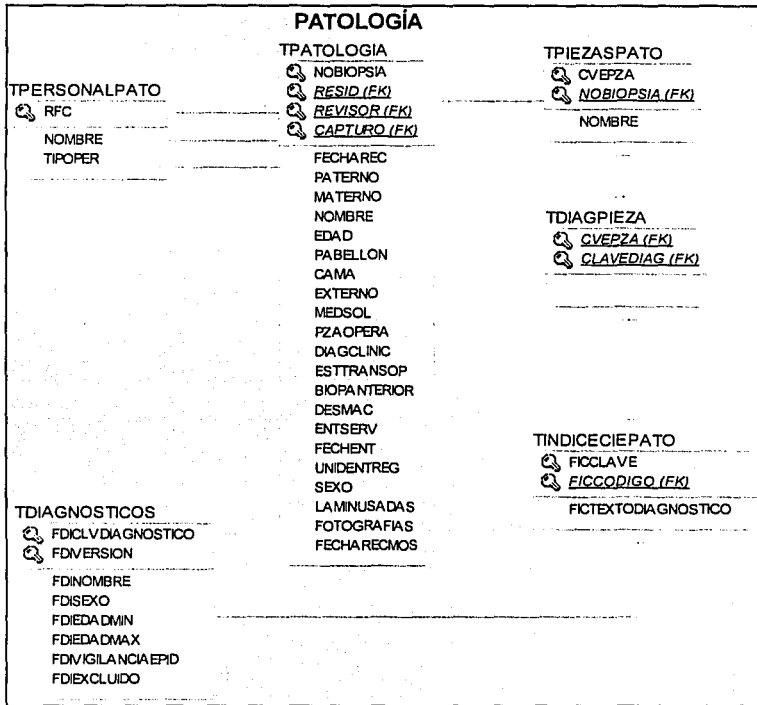 PATOLOGÍA
TPERSONALPATO
RFC
NOMBRE
TIPOPER
TPATOLOGIA
NOBIOPSIA
RESID (FK)
REVISOR (FK)
CAPTURO (FK)
FECHAREC
PATERNO
MATERNO
NOMBRE
EDAD
PABELLON
CAMA
EXTERNO
MEDSOL
PZAOPERA
DIAGCLINIC
ESTTRANSOP
BIOPANTERIOR
DESMAC
ENTSERV
FECHENT
UNIDENTREG
SEXO
LAMINUSADAS
FOTOGRAFIAS
FECHARECMOS
TPIEZASPATO
CVEPZA
NOBIOPSIA (FK)
NOMBRE
TDIAGPIEZA
CVEPZA (FK)
CLAVEDIAG (FK)
TINDICECIEPATO
FICCLAVE
FICCODIGO (FK)
FICTEXTODIAGNOSTICO
TDIAGNOSTICOS
FDICLVDIAGNOSTICO
FDIVERSION
FDINOMBRE
FDISEXO
FDIEDADMIN
FDIEDADMAX
FDIVIGILANCIAEPID
FDIEXCLUIDO